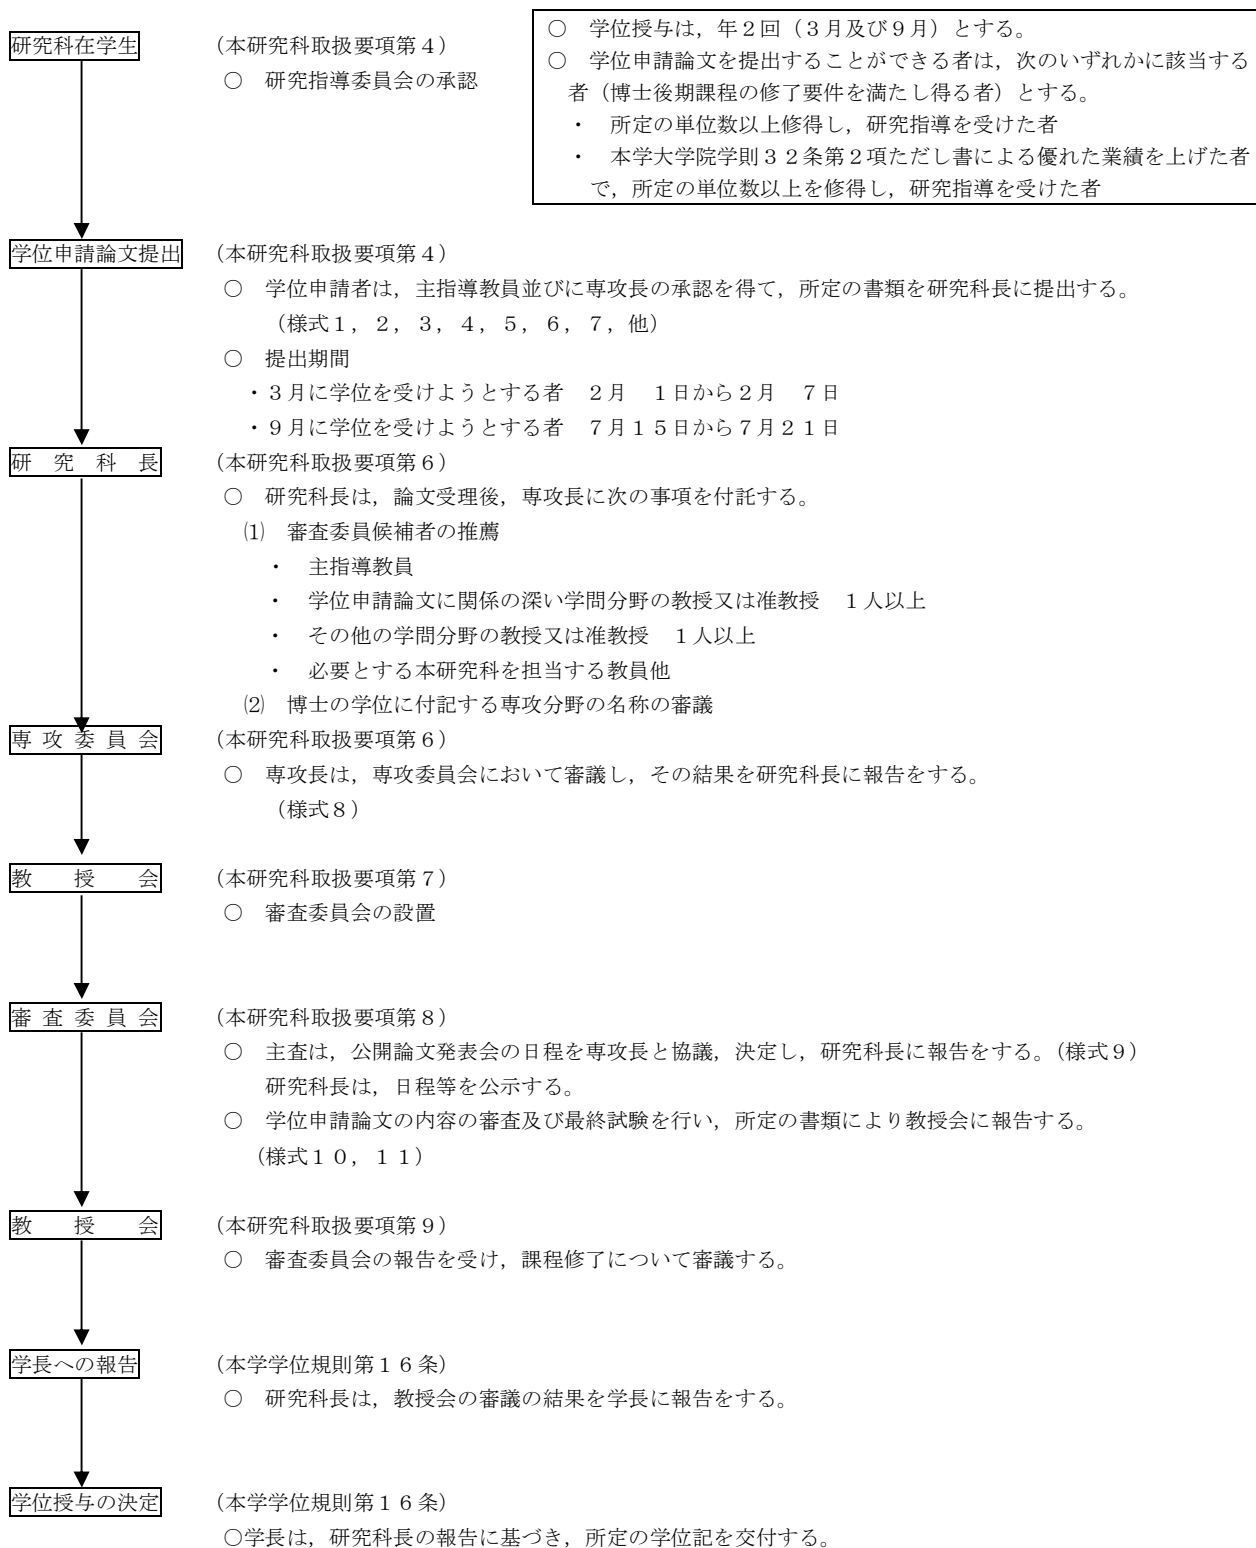 研究科在学生 （本研究科取扱要項第４）
○　研究指導委員会の承認
○　学位授与は，年２回（３月及び９月）とする。
○　学位申請論文を提出することができる者は，次のいずれかに該当する
者（博士後期課程の修了要件を満たし得る者）とする。
・　所定の単位数以上修得し，研究指導を受けた者
・　本学大学院学則３２条第２項ただし書による優れた業績を上げた者
で，所定の単位数以上を修得し，研究指導を受けた者
学位申請論文提出 （本研究科取扱要項第４）
○　学位申請者は，主指導教員並びに専攻長の承認を得て，所定の書類を研究科長に提出する。
（様式１，２，３，４，５，６，７，他）
○　提出期間
・３月に学位を受けようとする者　２月　１日から２月　７日
・９月に学位を受けようとする者　７月１５日から７月２１日
研　究　科　長 （本研究科取扱要項第６）
○　研究科長は，論文受理後，専攻長に次の事項を付託する。
⑴　審査委員候補者の推薦
・　主指導教員
・　学位申請論文に関係の深い学問分野の教授又は准教授　１人以上
・　その他の学問分野の教授又は准教授　１人以上
・　必要とする本研究科を担当する教員他
⑵　博士の学位に付記する専攻分野の名称の審議
専 攻 委 員 会 （本研究科取扱要項第６）
○　専攻長は，専攻委員会において審議し，その結果を研究科長に報告をする。
（様式８）
教　　授　　会 （本研究科取扱要項第７）
○　審査委員会の設置
審 査 委 員 会 （本研究科取扱要項第８）
○　主査は，公開論文発表会の日程を専攻長と協議，決定し，研究科長に報告をする。（様式９）
研究科長は，日程等を公示する。
○　学位申請論文の内容の審査及び最終試験を行い，所定の書類により教授会に報告する。
（様式１０，１１）
教　　授　　会 （本研究科取扱要項第９）
○　審査委員会の報告を受け，課程修了について審議する。
学長への報告 （本学学位規則第１６条）
○　研究科長は，教授会の審議の結果を学長に報告をする。
学位授与の決定 （本学学位規則第１６条）
○学長は，研究科長の報告に基づき，所定の学位記を交付する。